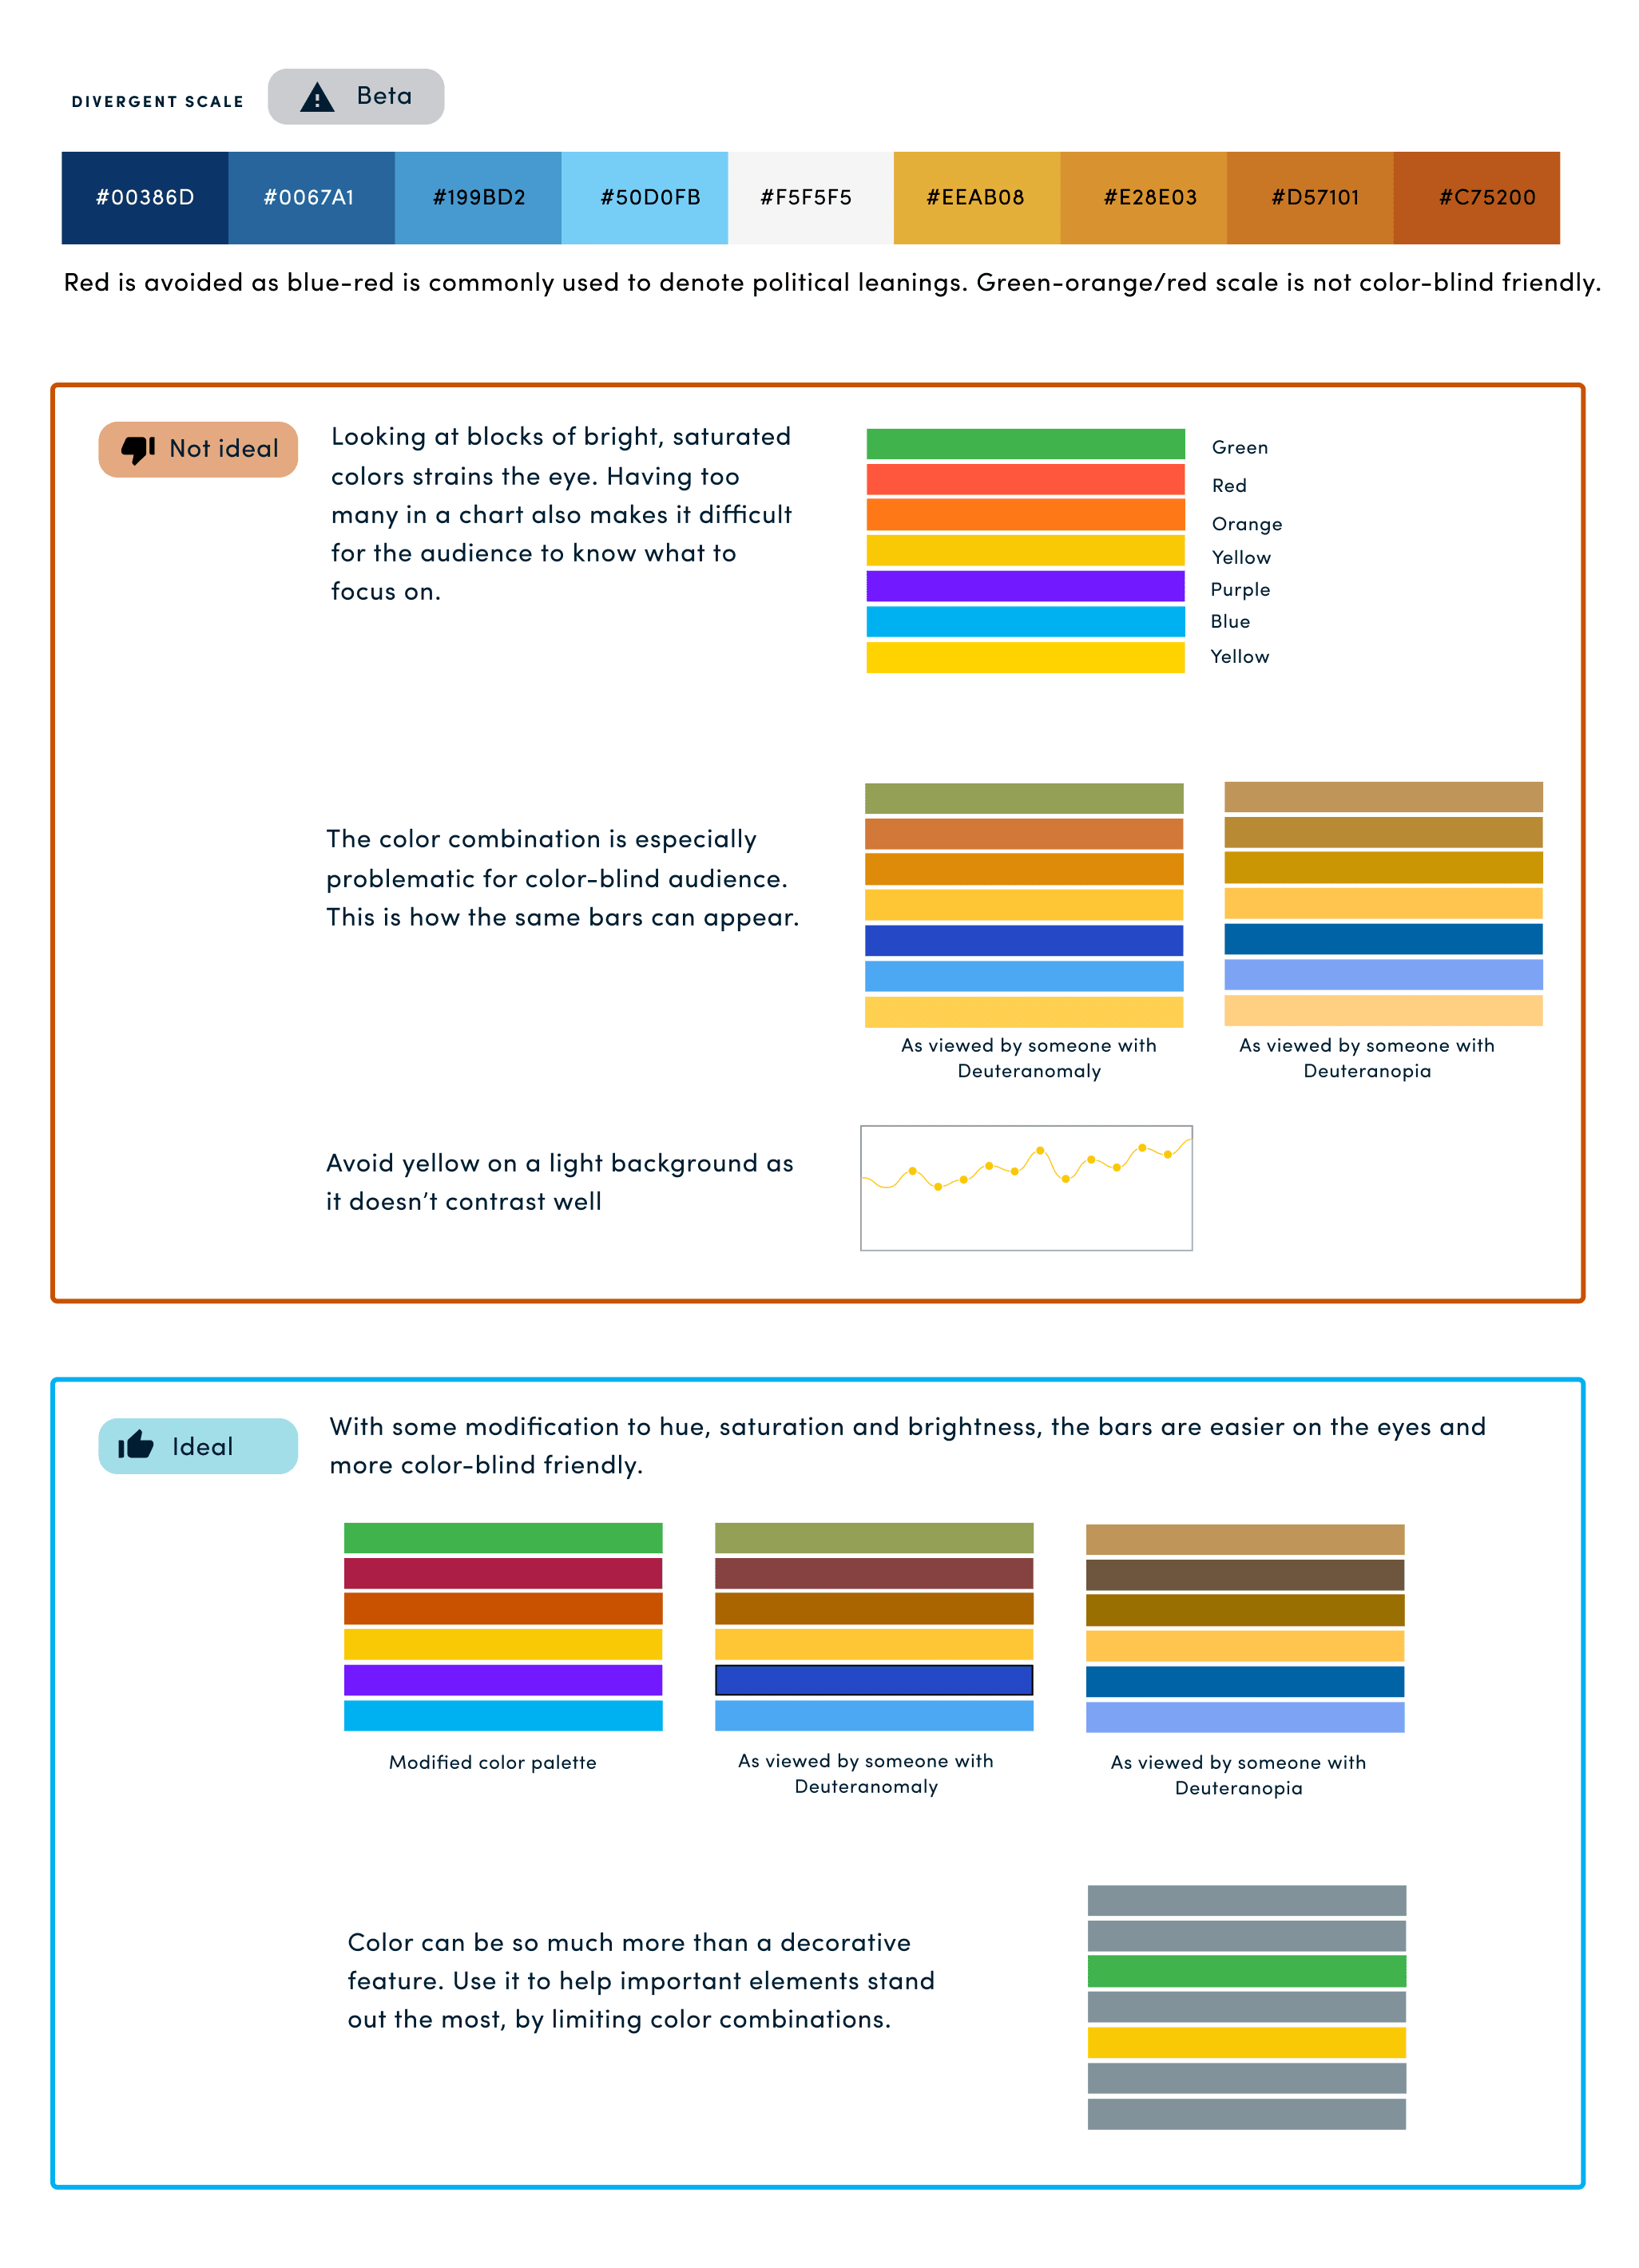 DIVERGENT SCALE
Beta
#00386D
#0067A1
#199BD2
#50D0FB
#F5F5F5
#EEAB08
#E28E03
#D57101
#C75200
Red is avoided as blue-red is commonly used to denote political leanings. Green-orange/red scale is not color-blind friendly.
Not ideal
Looking at blocks of bright, saturated
colors strains the eye. Having too
many in a chart also makes it difficult
for the audience to know what to
focus on.
Green
Red
Orange
Yellow
Purple
Blue
Yellow
The color combination is especially
problematic for color-blind audience.
This is how the same bars can appear.
As viewed by someone with
Deuteranomaly
As viewed by someone with
Deuteranopia
Avoid yellow on a light background as
it doesn’t contrast well
Ideal
With some modification to hue, saturation and brightness, the bars are easier on the eyes and
more color-blind friendly.
Modified color palette
As viewed by someone with
Deuteranomaly
As viewed by someone with
Deuteranopia
Color can be so much more than a decorative
feature. Use it to help important elements stand
out the most, by limiting color combinations.